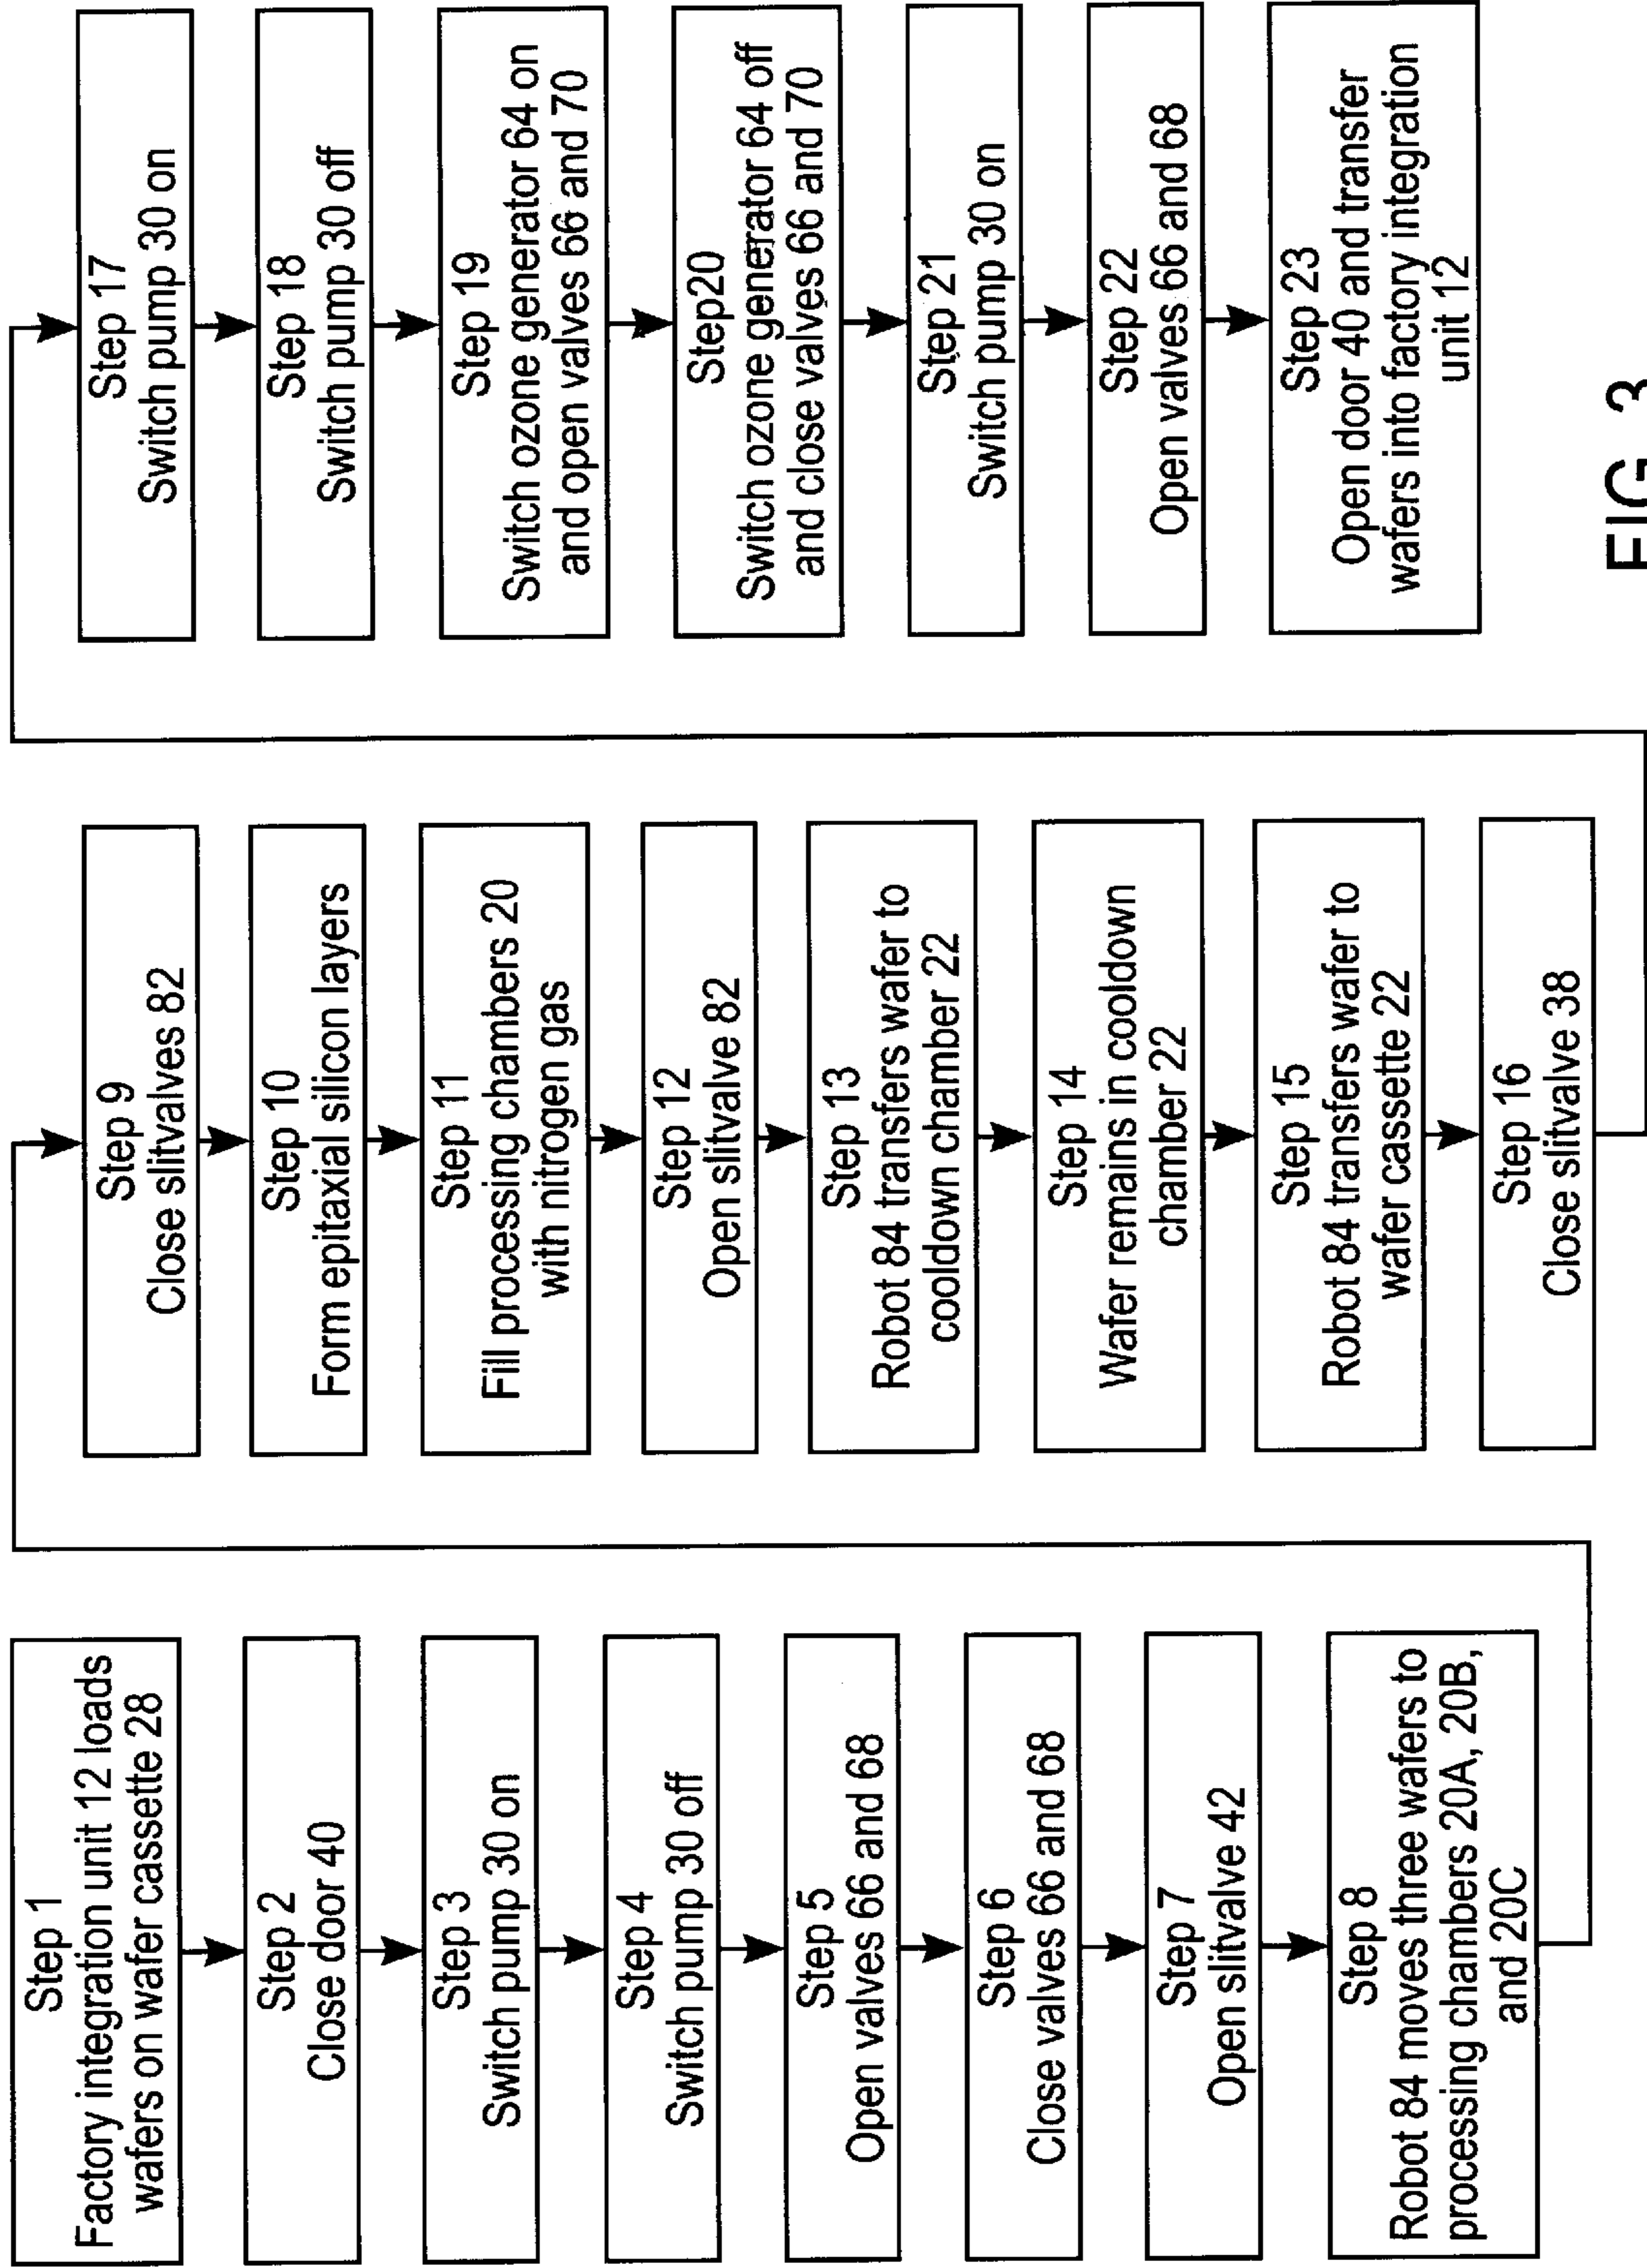 Step 1
Factory integration unit 12 loads
wafers on wafer cassette 28
Step 2
Close door 40
Step 3
Switch pump 30 on
Step 4
Switch pump 30 off
Step 5
Open valves 66 and 68
Step 6
Close valves 66 and 68
Step 7
Open slitvalve 42
Step 8
Robot 84 moves three wafers to
processing chambers 20A, 20B,
and 20C
Step 9
Close slitvalves 82
Step 10
Form epitaxial silicon layers
Step 11
Fill processing chambers 20
with nitrogen gas
Step 12
Open slitvalve 82
Step 13
Robot 84 transfers wafer to
cooldown chamber 22
Step 14
Wafer remains in cooldown
chamber 22
Step 15
Robot 84 transfers wafer to
wafer cassette 22
Step 16
Close slitvalve 38
Step 17
Switch pump 30 on
Step 18
Switch pump 30 off
Step 19
Switch ozone generator 64 on
and open valves 66 and 70
Step20
Switch ozone generator 64 off
and close valves 66 and 70
Step 21
Switch pump 30 on
Step 22
Open valves 66 and 68
Step 23
Open door 40 and transfer
wafers into factory integration
unit 12
FIG. 3